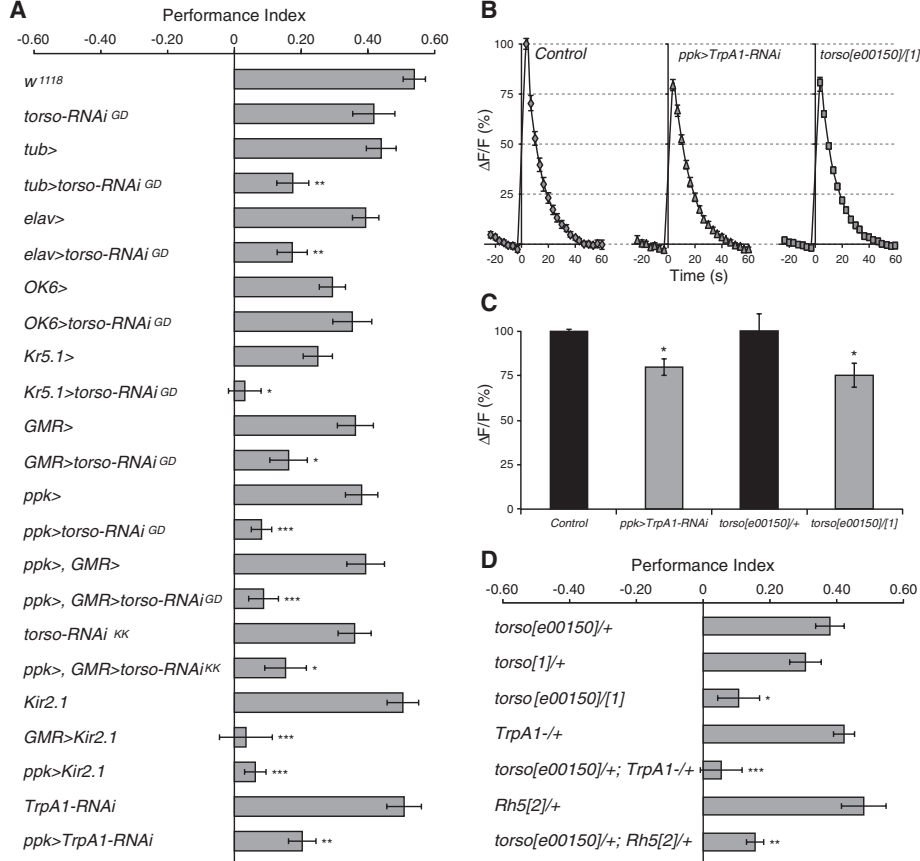 A
Performance Index
-0.60 -0.40 -0.20 0 0.20 0.40 0.60
w1118
torso-RNAi GD
tub>
tub>torso-RNAi GD **
elav>
elav>torso-RNAi GD **
OK6>
OK6>torso-RNAi GD
Kr5.1>
Kr5.1>torso-RNAi GD *
GMR>
GMR>torso-RNAi GD *
ppk>
ppk>torso-RNAi GD ***
ppk>, GMR>
ppk>, GMR>torso-RNAi GD ***
torso-RNAi KK
ppk>, GMR>torso-RNAi KK *
Kir2.1
GMR>Kir2.1 ***
ppk>Kir2.1 ***
TrpA1-RNAi
ppk>TrpA1-RNAi **
B
Control ppk>TrpA1-RNAi torso[e00150]/[1]
ΔF/F (%)
100
75
50
25
0
-20 0 20 40 60 -20 0 20 40 60 -20 0 20 40 60
Time (s)
C
ΔF/F (%)
100
75
50
25
0
* *
Control ppk>TrpA1-RNAi torso[e00150]/+ torso[e00150]/[1]
D
Performance Index
-0.60 -0.40 -0.20 0 0.20 0.40 0.60
torso[e00150]/+
torso[1]/+
torso[e00150]/[1] *
TrpA1-/+
torso[e00150]/+; TrpA1-/+ ***
Rh5[2]/+
torso[e00150]/+; Rh5[2]/+ **